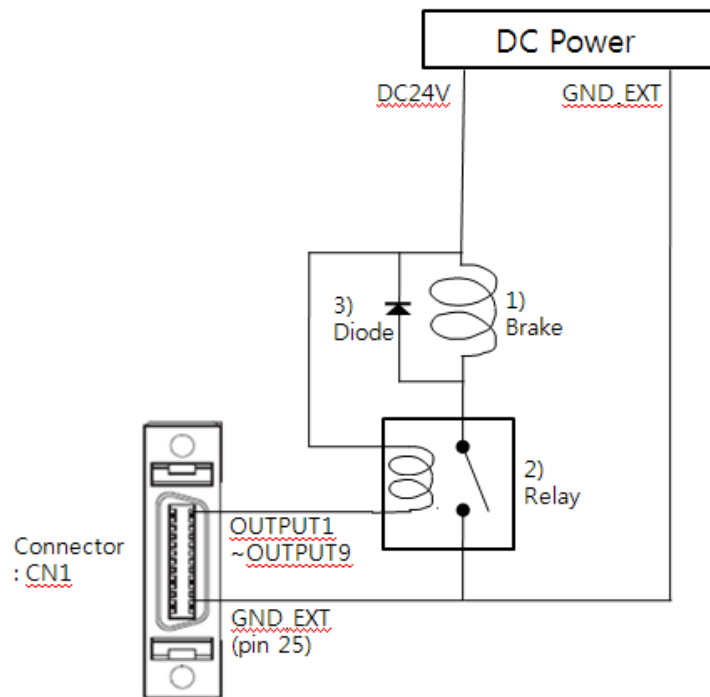 DC Power
DC24V
GND_EXT
3)
Diode
1)
Brake
2)
Relay
OUTPUT1
~OUTPUT9
Connector
: CN1
GND_EXT
(pin 25)